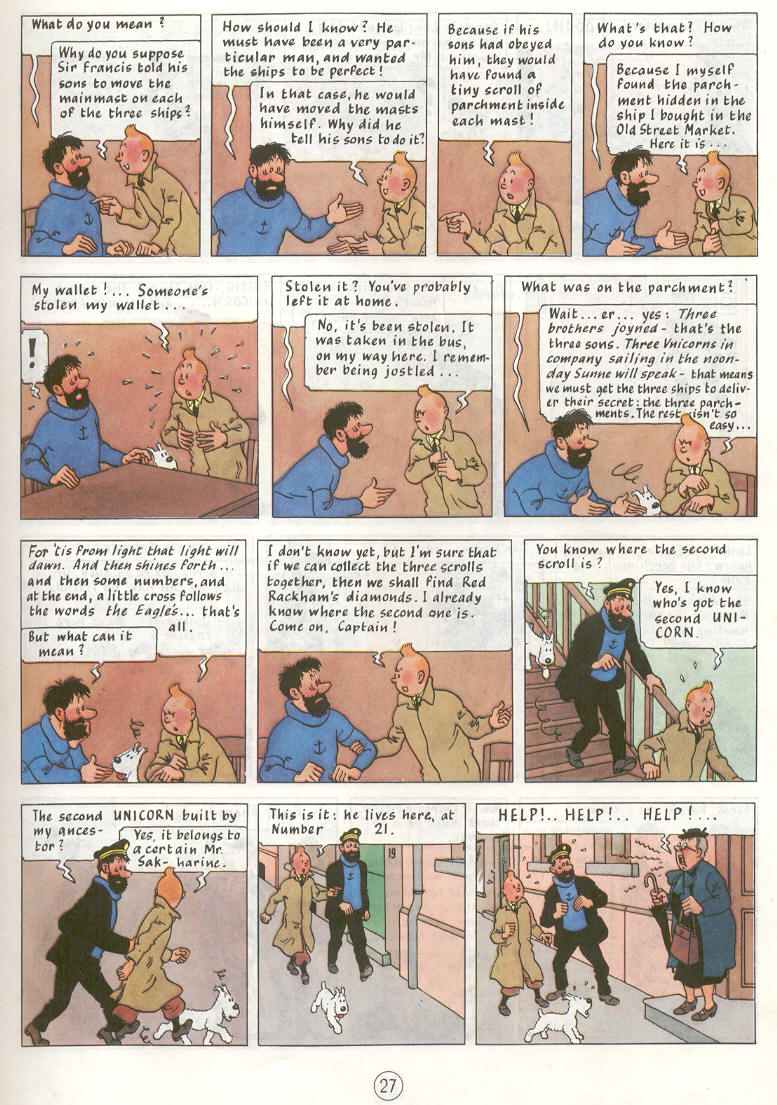 What do you mean?
Why do you suppose
Sir Francis told his
sons to move the
mainmast on each
of the three ships?
How should I know? He
must have been a very par-
ticular man, and wanted
the ships to be perfect!
In that case, he would
have moved the masts
himself. Why did he
tell his sons to do it?
Because if his
sons had obeyed
him, they would
have found a
tiny scroll of
parchment inside
each mast!
What's that? How
do you know?
Because I myself
found the parch-
ment hidden in the
ship I bought in the
Old Street Market.
Here it is...
My wallet!... Someone's
stolen my wallet...
!
Stolen it? You've probably
left it at home.
No, it's been stolen. It
was taken in the bus,
on my way here. I remem-
ber being jostled...
What was on the parchment?
Wait...er... yes: Three
brothers joyned - that's the
three sons. Three Vnicorns in
company sailing in the noon-
day Sunne will speak - that means
we must get the three ships to deliv-
er their secret: the three parch-
ments. The rest isn't so
easy...
For 'tis from light that light will
dawn. And then shines forth...
and then some numbers, and
at the end, a little cross follows
the words the Eagle's... that's
all.
But what can it
mean?
I don't know yet, but I'm sure that
if we can collect the three scrolls
together, then we shall find Red
Rackham's diamonds. I already
know where the second one is.
Come on, Captain!
You know where the second
scroll is?
Yes, I know
who's got the
second UNI-
CORN.
The second UNICORN built by
my ances-
tor?
Yes, it belongs to
a certain Mr.
Sak- harine.
This is it: he lives here, at
Number 21.
19
HELP!.. HELP!.. HELP!...
27